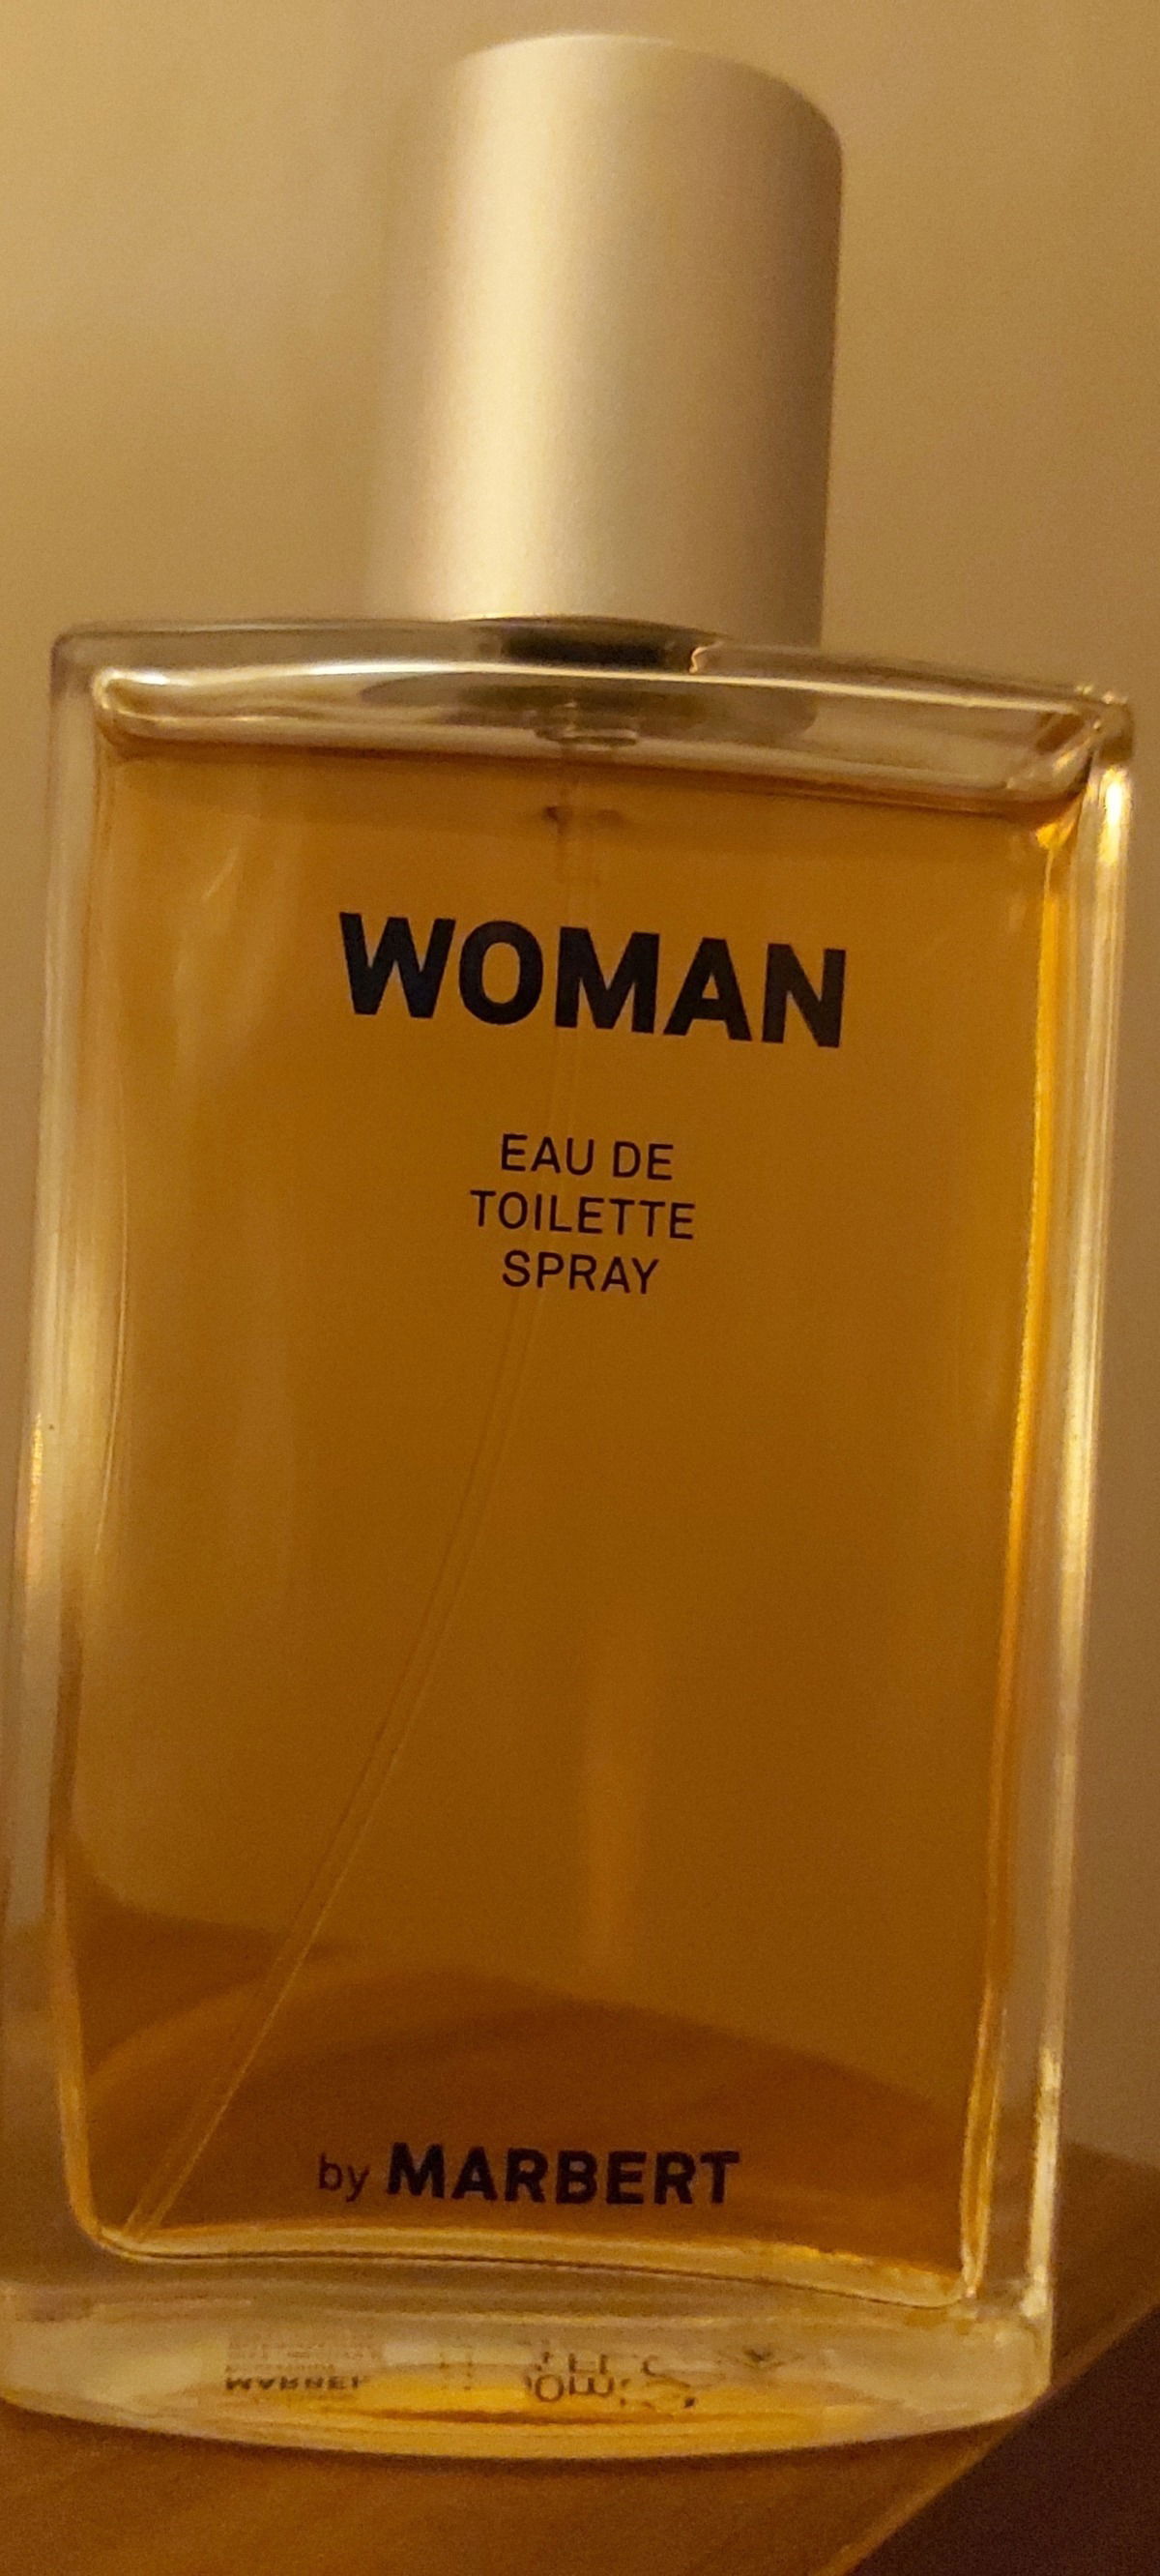 WOMAN
EAU DE
TOILETTE
SPRAY
by MARBERT